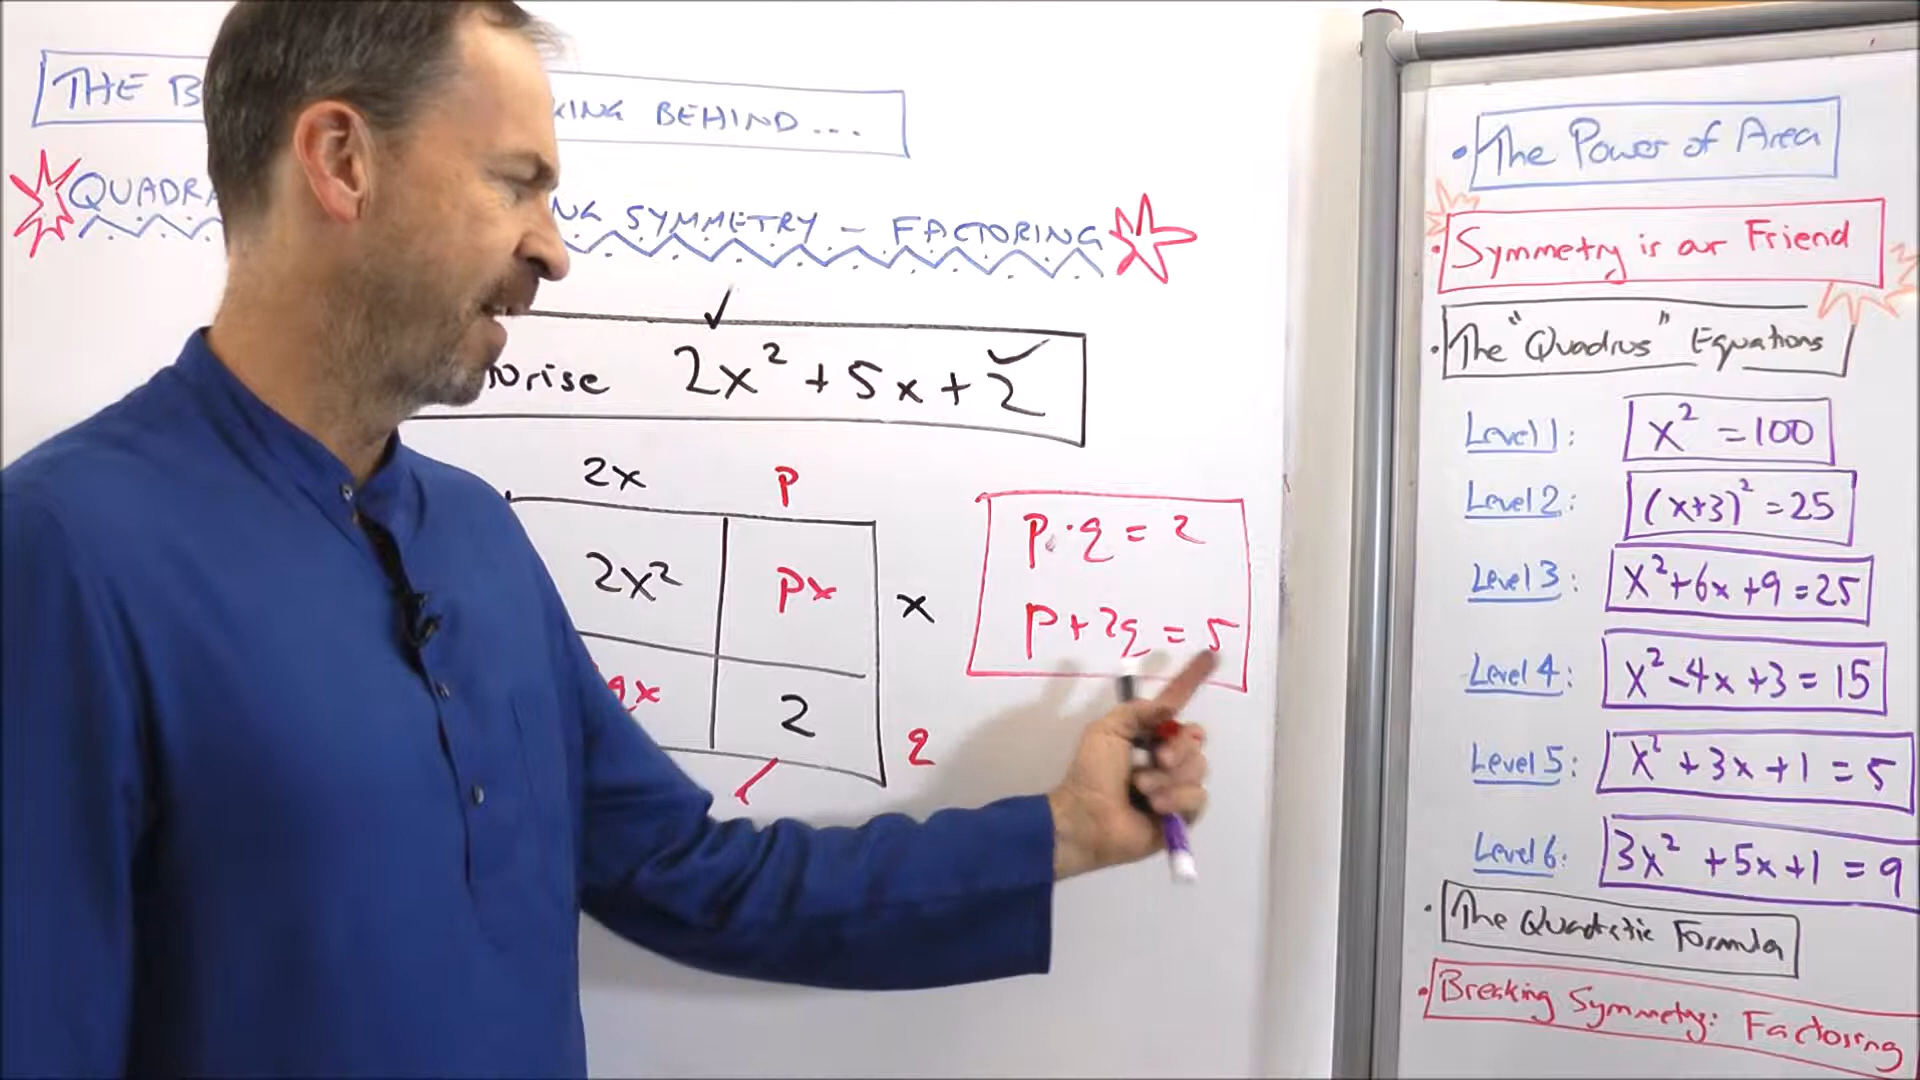 THE B
KING BEHIND...
QUADRA
NG SYMMETRY - FACTORING
orise 2x² + 5x + 2
2x p
2x² px x
qx 2 q
p·q = 2
p+2q = 5
• The Power of Area
• Symmetry is our Friend
• The "Quadrus" Equations
Level 1: x² = 100
Level 2: (x+3)² = 25
Level 3: x²+6x+9=25
Level 4: x²-4x+3=15
Level 5: x²+3x+1=5
Level 6: 3x²+5x+1=9
• The Quadratic Formula
• Breaking Symmetry: Factoring